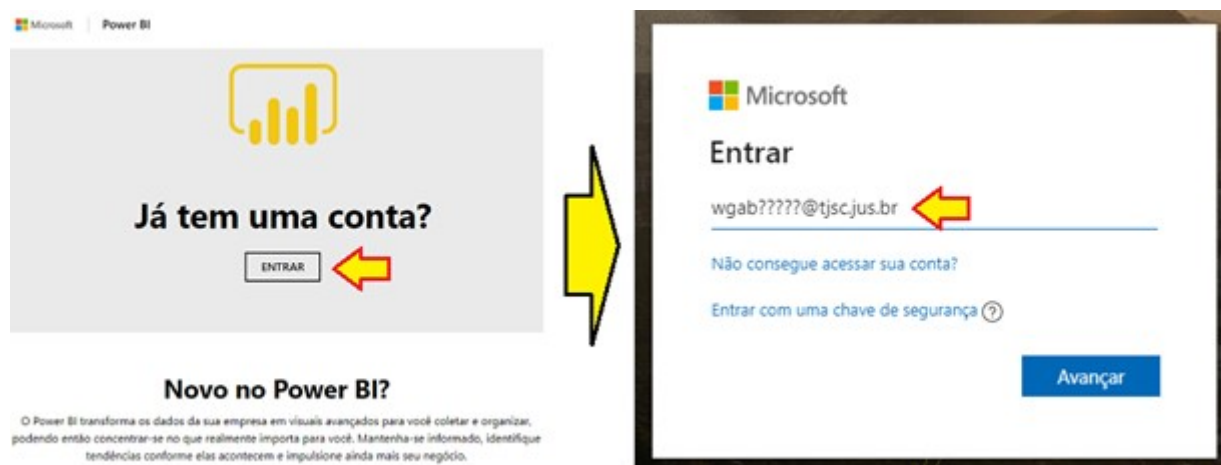 Microsoft Power BI
Já tem uma conta?
ENTRAR
Novo no Power BI?
O Power BI transforma os dados da sua empresa em visuais avançados para você coletar e organizar,
podendo então concentrar-se no que realmente importa para você. Mantenha-se informado, identifique
tendências conforme elas acontecem e impulsione ainda mais seu negócio.
Microsoft
Entrar
wgab?????@tjsc.jus.br
Não consegue acessar sua conta?
Entrar com uma chave de segurança ?
Avançar